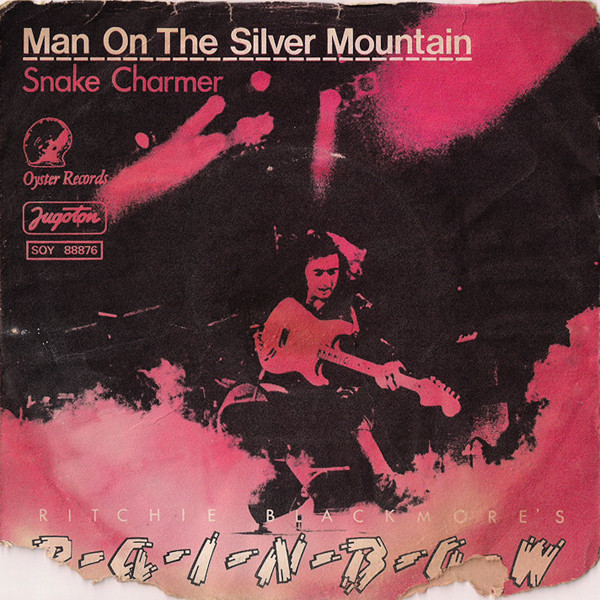 Man On The Silver Mountain
Snake Charmer
Oyster Records
Jugoton
SOY 88876
RITCHIE BLACKMORE'S
R-A-I-N-B-O-W